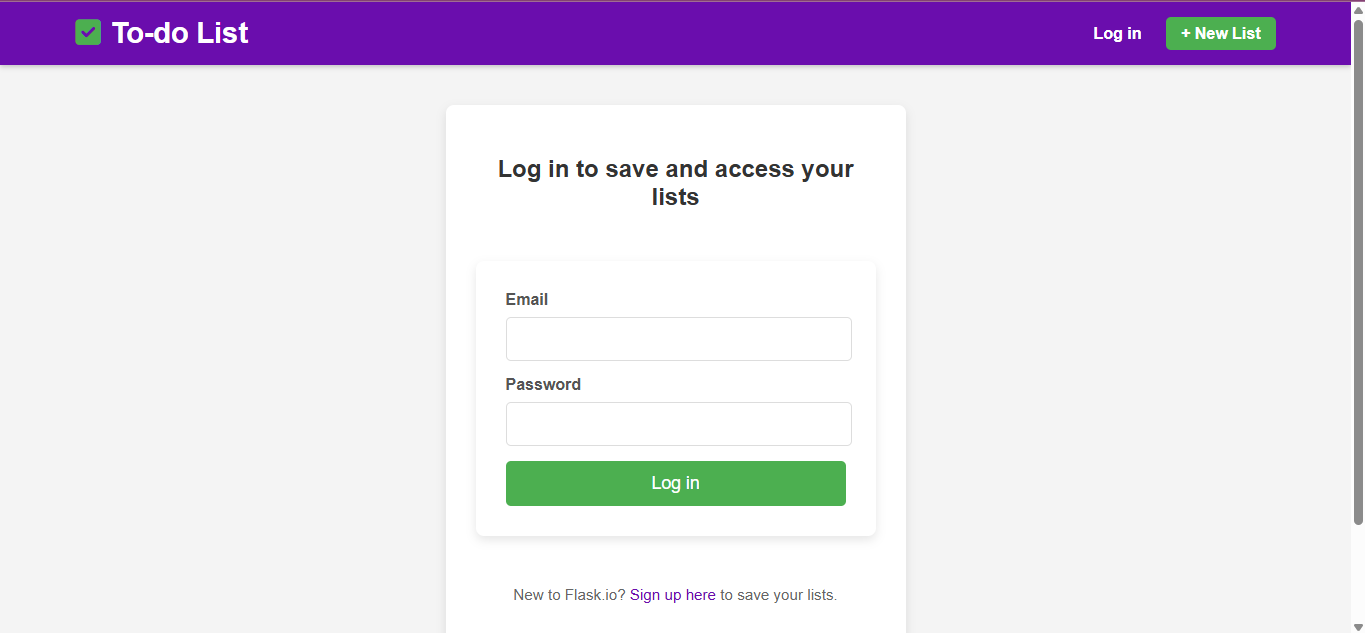 To-do List
Log in
+ New List
Log in to save and access your
lists
Email
Password
Log in
New to Flask.io? Sign up here to save your lists.